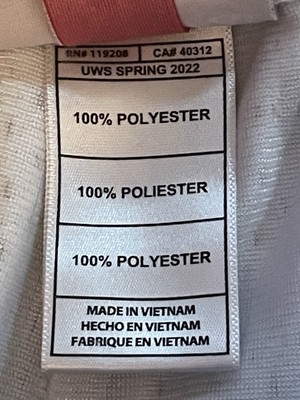 RN# 119208 CA# 40312
UWS SPRING 2022
100% POLYESTER
100% POLIESTER
100% POLYESTER
MADE IN VIETNAM
HECHO EN VIETNAM
FABRIQUE EN VIETNAM